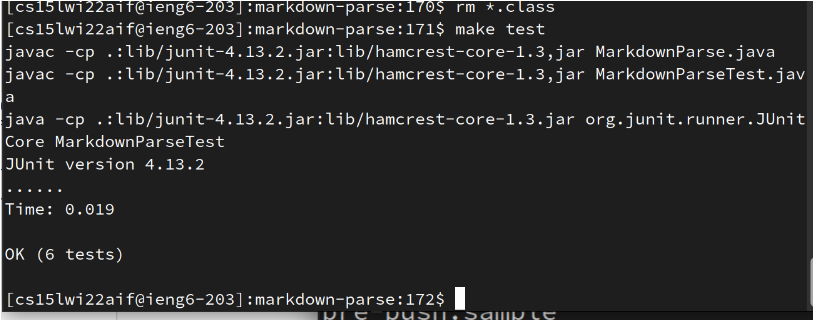 [cs15lwi22aif@ieng6-203]:markdown-parse:170$ rm *.class
[cs15lwi22aif@ieng6-203]:markdown-parse:171$ make test
javac -cp .:lib/junit-4.13.2.jar:lib/hamcrest-core-1.3,jar MarkdownParse.java
javac -cp .:lib/junit-4.13.2.jar:lib/hamcrest-core-1.3,jar MarkdownParseTest.jav
a
java -cp .:lib/junit-4.13.2.jar:lib/hamcrest-core-1.3.jar org.junit.runner.JUnit
Core MarkdownParseTest
JUnit version 4.13.2
......
Time: 0.019
OK (6 tests)
[cs15lwi22aif@ieng6-203]:markdown-parse:172$
pre-push.sample